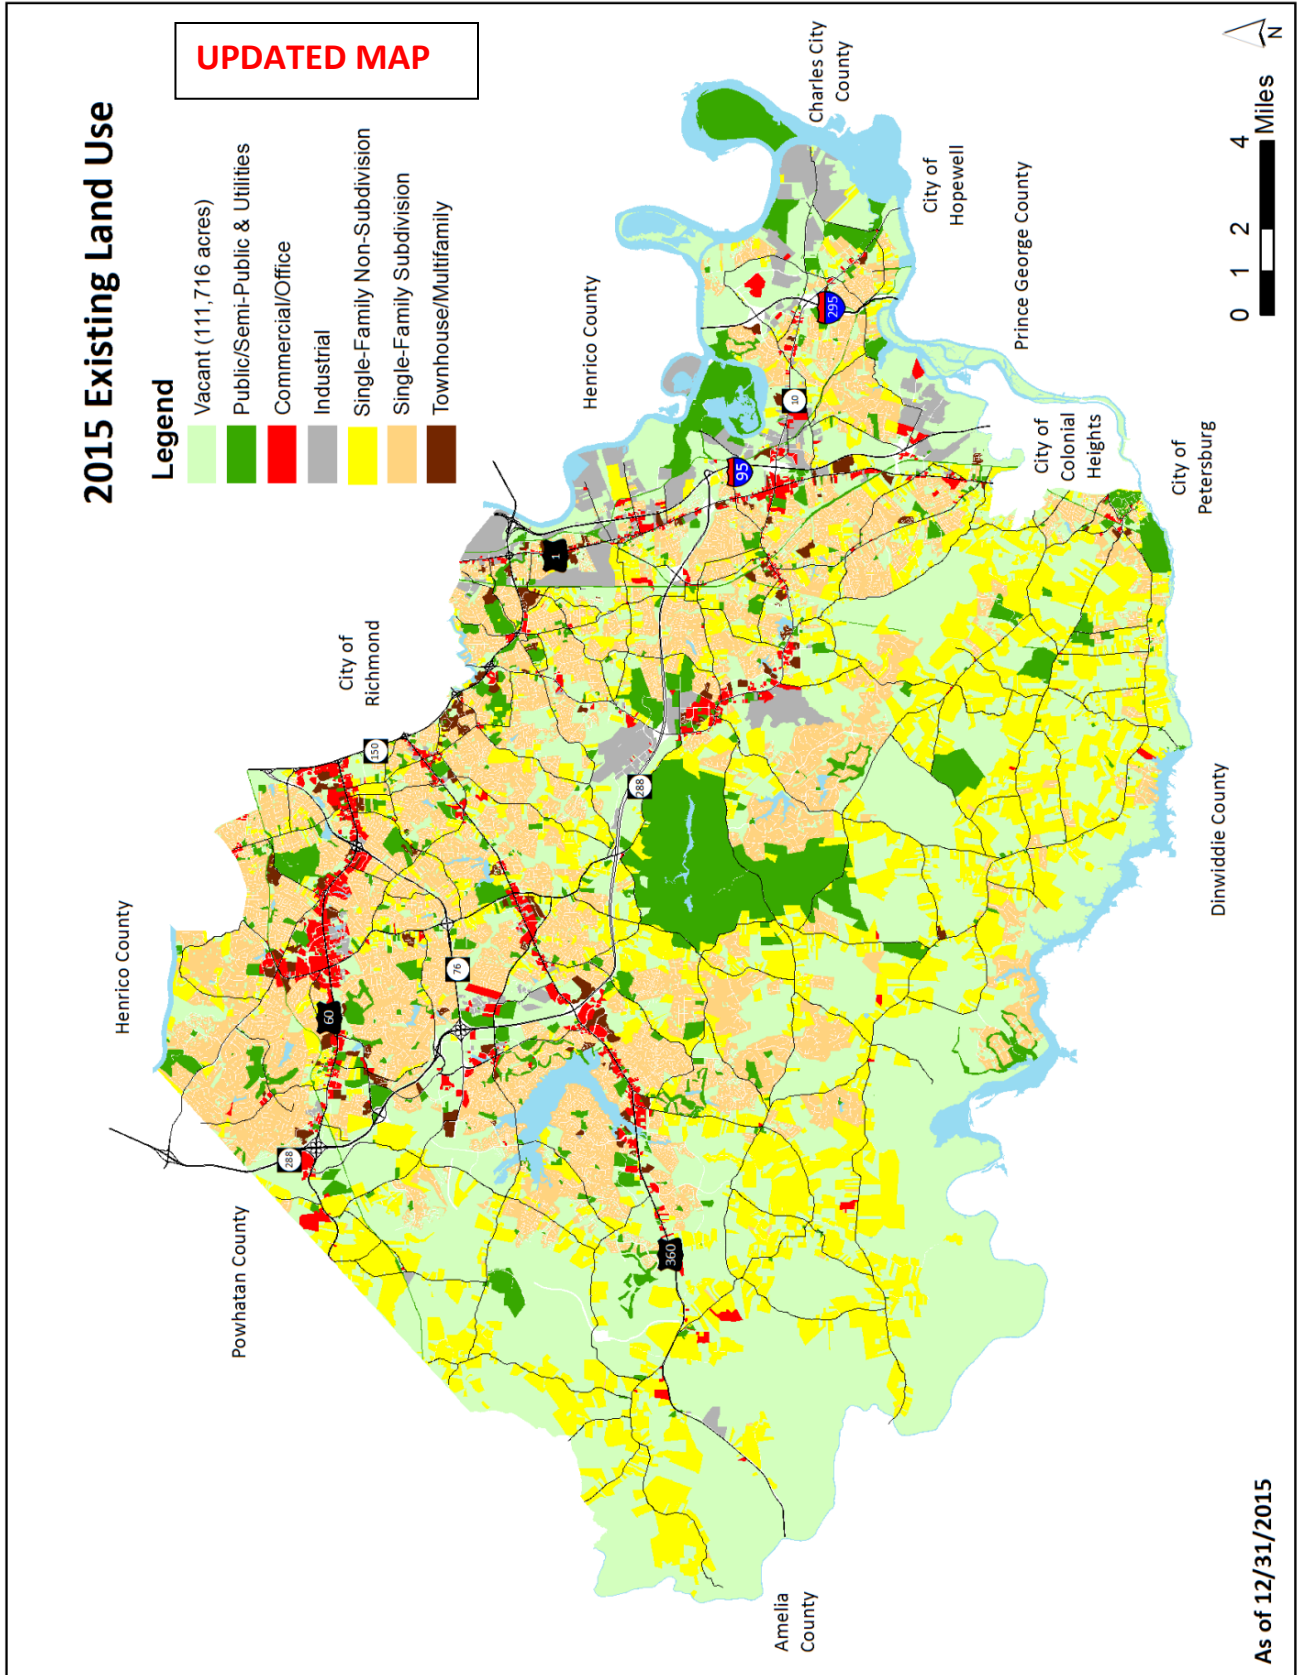 UPDATED MAP
2015 Existing Land Use
Legend
Vacant (111,716 acres)
Public/Semi-Public & Utilities
Commercial/Office
Industrial
Single-Family Non-Subdivision
Single-Family Subdivision
Townhouse/Multifamily
Henrico County
City of
Richmond
Henrico County
Charles City
County
City of
Hopewell
Prince George County
City of
Colonial
Heights
City of
Petersburg
Dinwiddie County
Powhatan County
Amelia
County
288
60
76
150
1
95
10
295
288
360
0 1 2 4
Miles
N
As of 12/31/2015